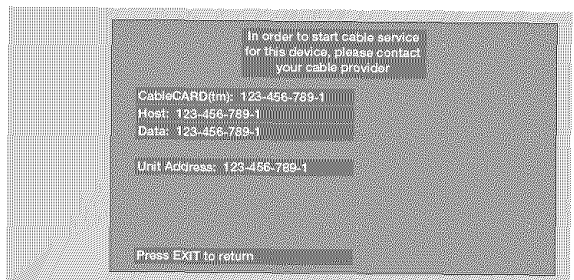 In order to start cable service
for this device, please contact
your cable provider
CableCARD(tm): 123-456-789-1
Host: 123-456-789-1
Data: 123-456-789-1
Unit Address: 123-456-789-1
Press EXIT to return